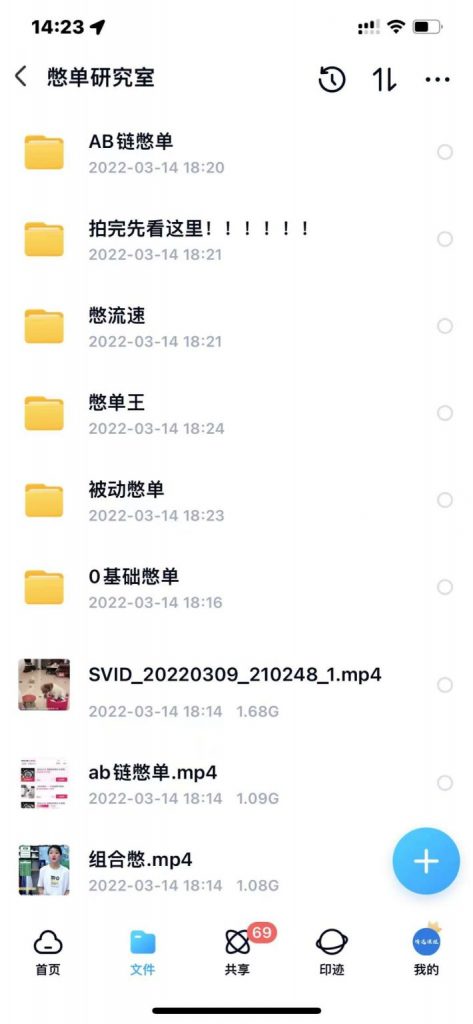 14:23
憋单研究室
AB链憋单
2022-03-14 18:20
拍完先看这里！！！！！！
2022-03-14 18:21
憋流速
2022-03-14 18:21
憋单王
2022-03-14 18:24
被动憋单
2022-03-14 18:23
0基础憋单
2022-03-14 18:16
SVID_20220309_210248_1.mp4
2022-03-14 18:14 1.68G
ab链憋单.mp4
2022-03-14 18:14 1.09G
组合憋.mp4
2022-03-14 18:14 1.08G
69
首页 文件 共享 印迹 我的